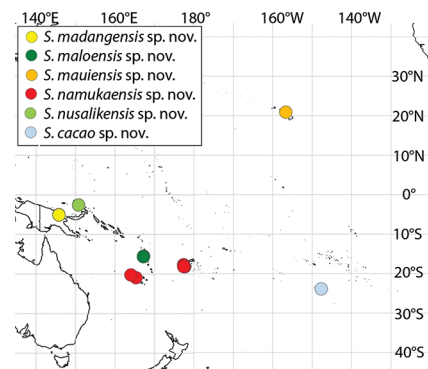 140°E 160°E 180° 160°W 140°W
S. madangensis sp. nov.
S. maloensis sp. nov.
S. mauiensis sp. nov.
S. namukaensis sp. nov.
S. nusalikensis sp. nov.
S. cacao sp. nov.
30°N
20°N
10°N
0°
10°S
20°S
30°S
40°S